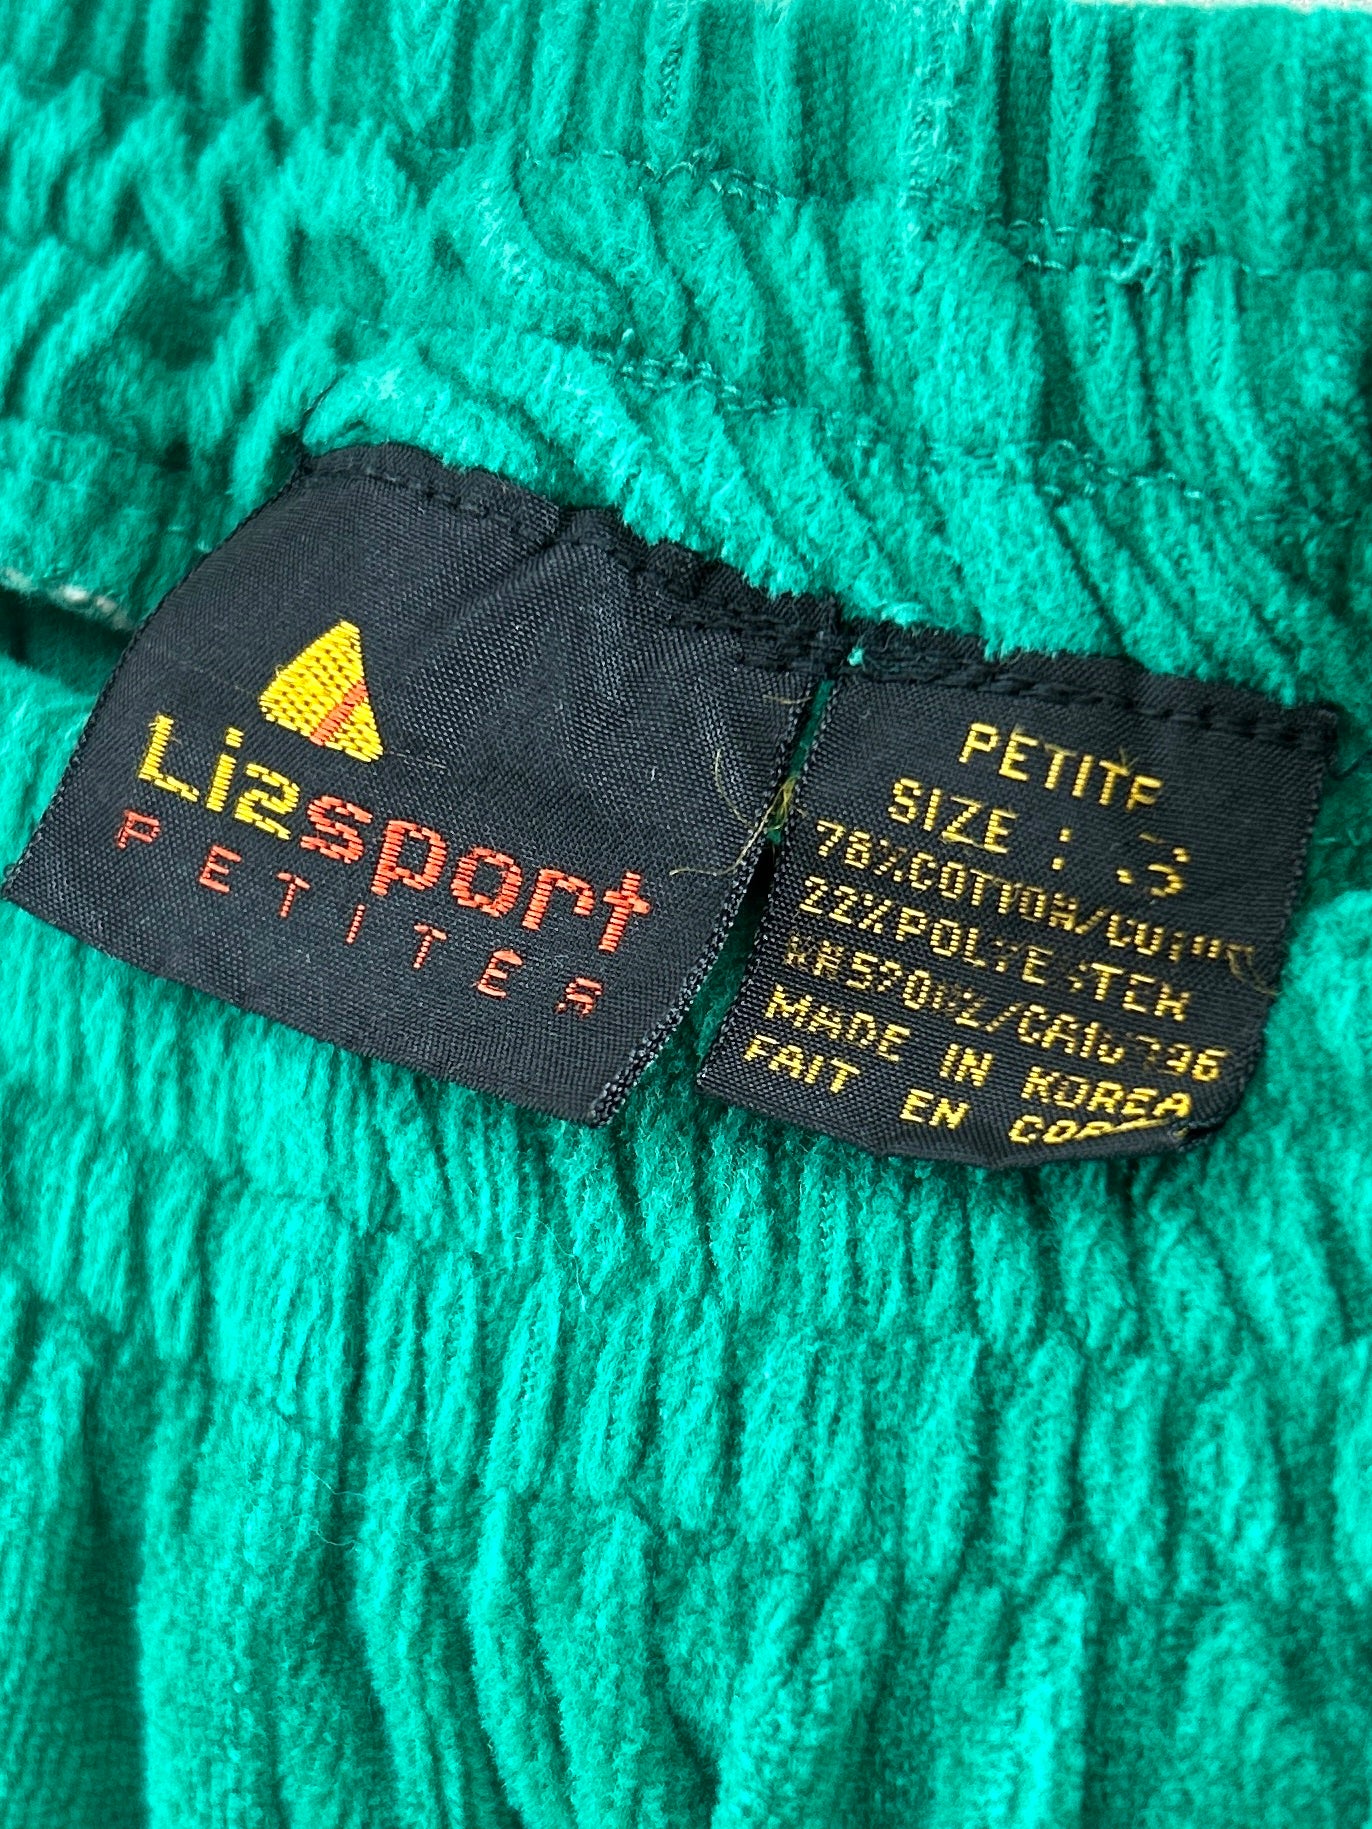 Lizsport
PETITES
PETITE
SIZE :
78%COTTON/COTON
22%POLYESTER
MADE IN KOREA
FAIT EN